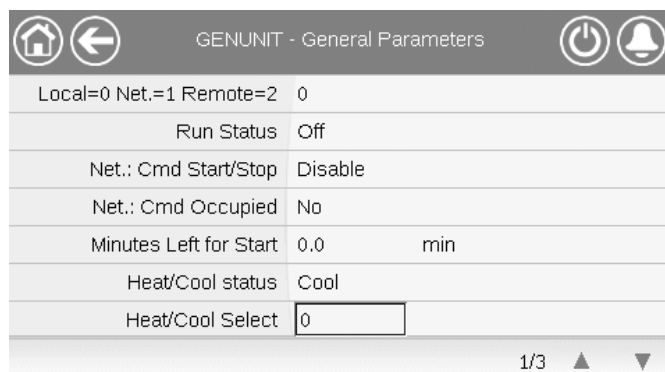 GENUNIT - General Parameters
Local=0 Net.=1 Remote=2 0
Run Status Off
Net.: Cmd Start/Stop Disable
Net.: Cmd Occupied No
Minutes Left for Start 0.0 min
Heat/Cool status Cool
Heat/Cool Select 0
1/3